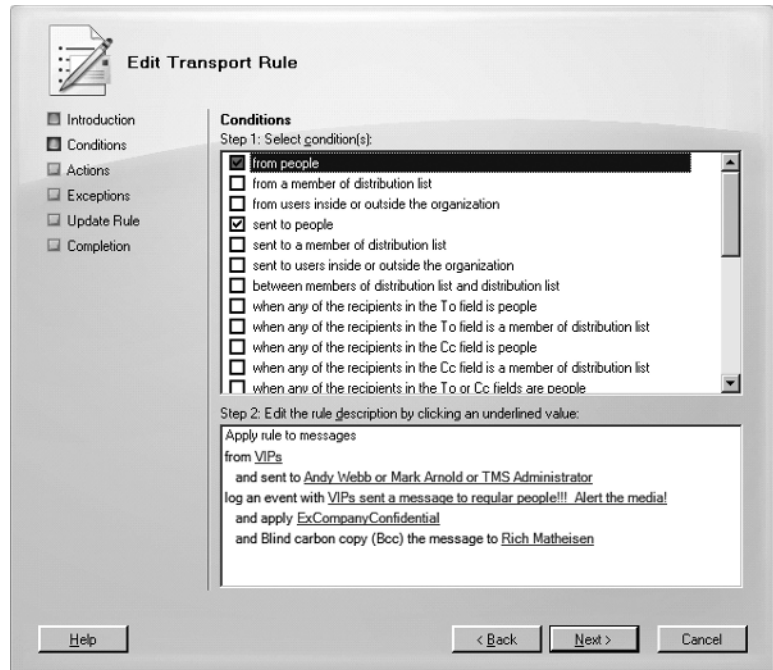 Edit Transport Rule
Introduction
Conditions
Actions
Exceptions
Update Rule
Completion
Conditions
Step 1: Select condition(s):
from people
from a member of distribution list
from users inside or outside the organization
sent to people
sent to a member of distribution list
sent to users inside or outside the organization
between members of distribution list and distribution list
when any of the recipients in the To field is people
when any of the recipients in the To field is a member of distribution list
when any of the recipients in the Cc field is people
when any of the recipients in the Cc field is a member of distribution list
when any of the recipients in the To or Cc fields are people
Step 2: Edit the rule description by clicking an underlined value:
Apply rule to messages
from VIPs
and sent to Andy Webb or Mark Arnold or TMS Administrator
log an event with VIPs sent a message to regular people!!! Alert the media!
and apply ExCompanyConfidential
and Blind carbon copy (Bcc) the message to Rich Matheisen
Help
< Back
Next >
Cancel